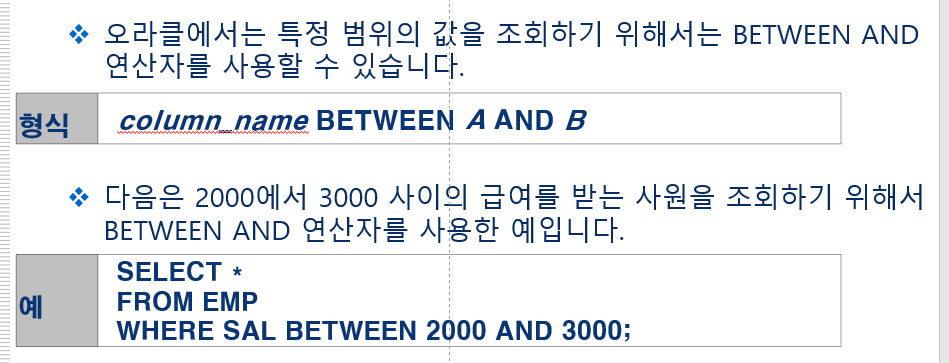 오라클에서는 특정 범위의 값을 조회하기 위해서는 BETWEEN AND
연산자를 사용할 수 있습니다.
형식 column_name BETWEEN A AND B
다음은 2000에서 3000 사이의 급여를 받는 사원을 조회하기 위해서
BETWEEN AND 연산자를 사용한 예입니다.
예
SELECT *
FROM EMP
WHERE SAL BETWEEN 2000 AND 3000;